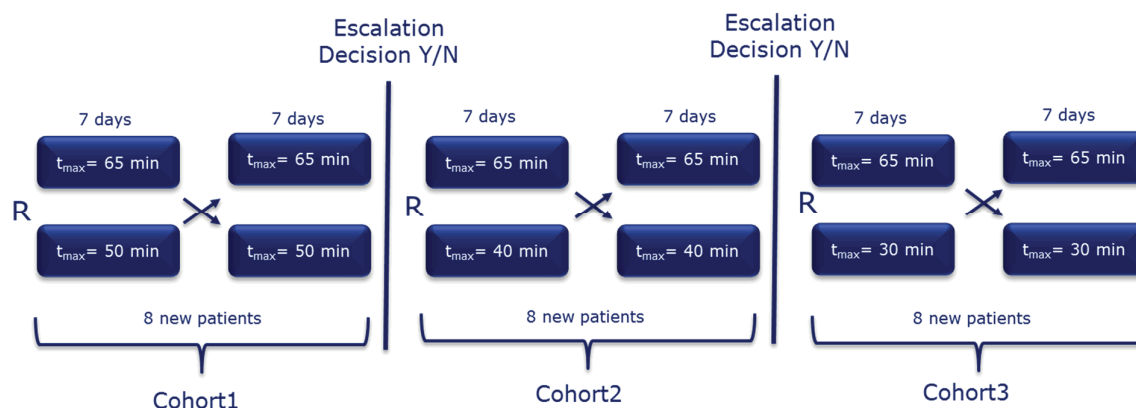 Escalation
Decision Y/N
Escalation
Decision Y/N
7 days
7 days
7 days
7 days
7 days
7 days
tmax= 65 min
tmax= 65 min
tmax= 65 min
tmax= 65 min
tmax= 65 min
tmax= 65 min
R
R
R
tmax= 50 min
tmax= 50 min
tmax= 40 min
tmax= 40 min
tmax= 30 min
tmax= 30 min
8 new patients
8 new patients
8 new patients
Cohort1
Cohort2
Cohort3